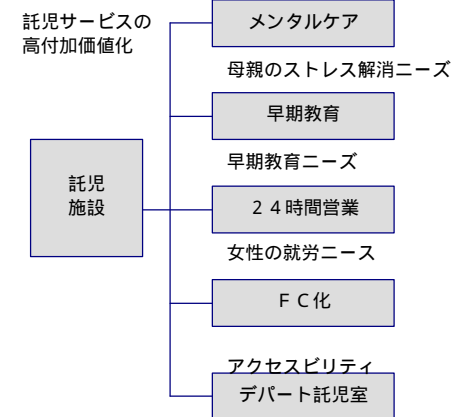 託児サービスの
高付加価値化
メンタルケア
母親のストレス解消ニーズ
早期教育
早期教育ニーズ
託児
施設
２４時間営業
女性の就労ニース
ＦＣ化
アクセスビリティ
デパート託児室